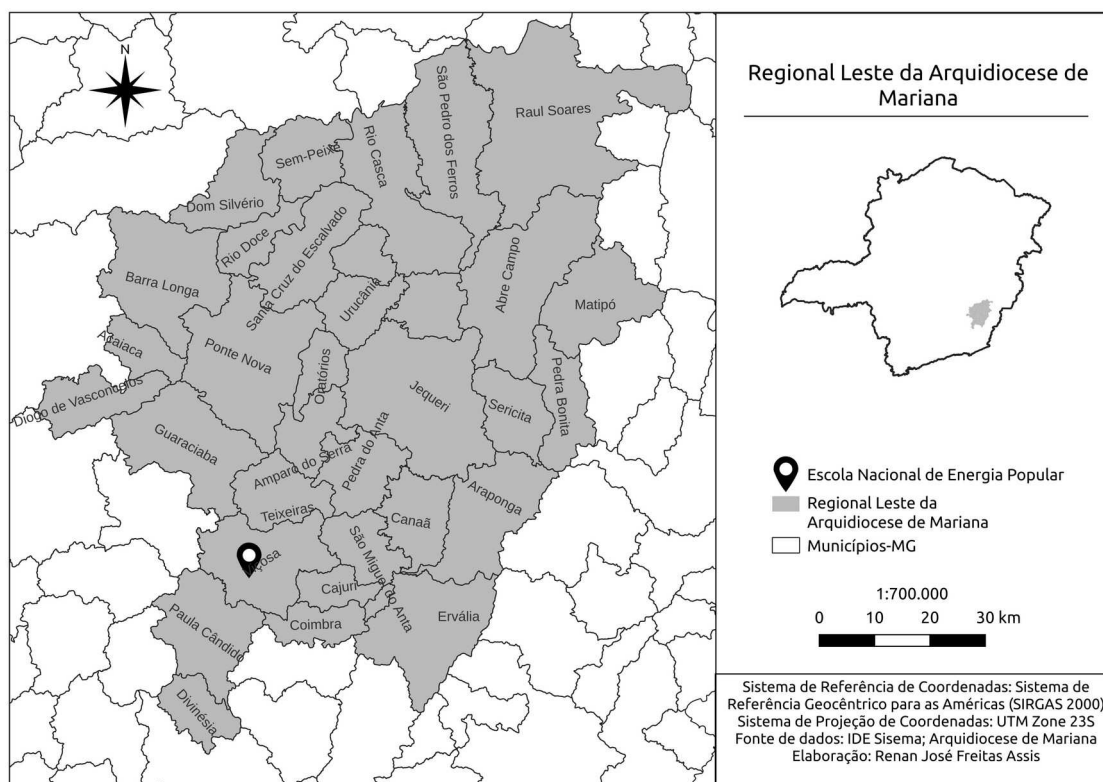 N
Raul Soares
São Pedro dos Ferros
Rio Casca
Sem-Peixe
Dom Silvério
Rio Doce
Santa Cruz do Escalvado
Barra Longa
Urucânia
Abre Campo
Matipó
Acaiaca
Ponte Nova
Oratórios
Jequeri
Sericita
Pedra Bonita
Diogo de Vasconcelos
Guaraciaba
Amparo do Serra
Pedra do Anta
Araponga
Teixeiras
Canaã
São Miguel do Anta
Cajuri
Coimbra
Ervália
Paula Cândido
Divinésia
Regional Leste da Arquidiocese de
Mariana
Escola Nacional de Energia Popular
Regional Leste da
Arquidiocese de Mariana
Municípios-MG
1:700.000
0 10 20 30 km
Sistema de Referência de Coordenadas: Sistema de
Referência Geocêntrico para as Américas (SIRGAS 2000)
Sistema de Projeção de Coordenadas: UTM Zone 23S
Fonte de dados: IDE Sisema; Arquidiocese de Mariana
Elaboração: Renan José Freitas Assis